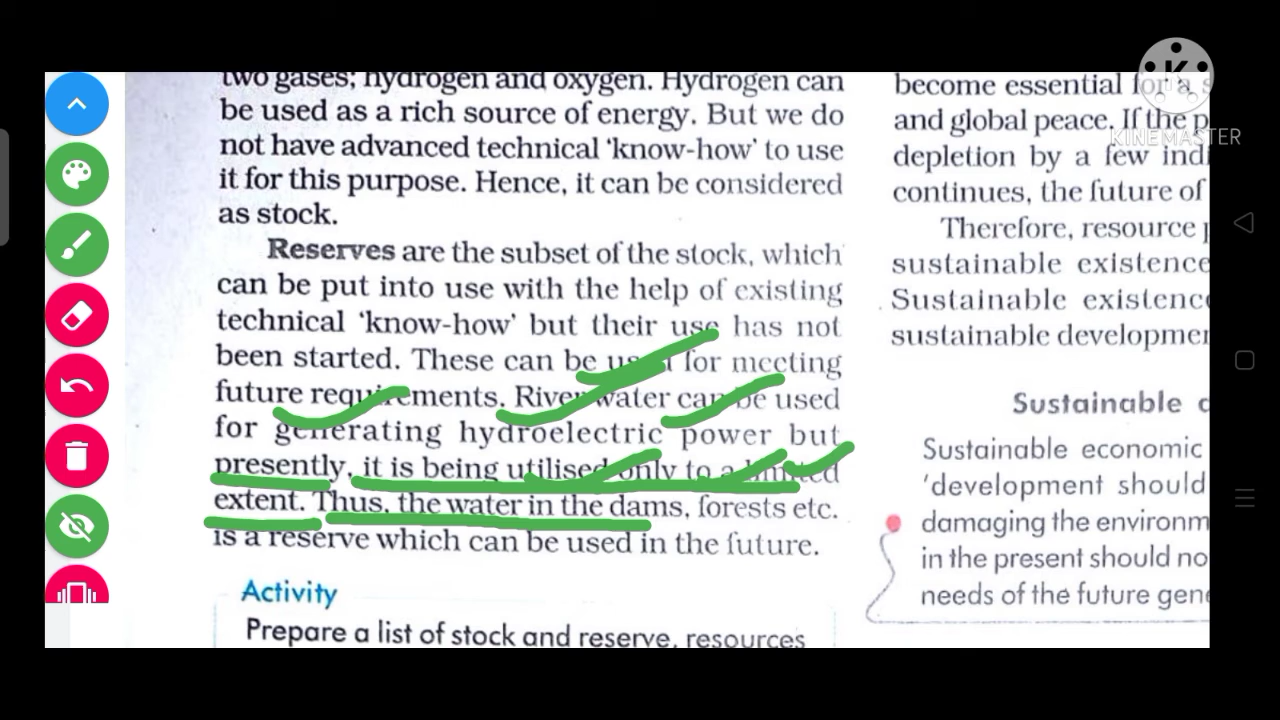 two gases; hydrogen and oxygen. Hydrogen can
be used as a rich source of energy. But we do
not have advanced technical 'know-how' to use
it for this purpose. Hence, it can be considered
as stock.
Reserves are the subset of the stock, which
can be put into use with the help of existing
technical 'know-how' but their use has not
been started. These can be used for meeting
future requirements. River water can be used
for generating hydroelectric power but
presently, it is being utilised only to a limited
extent. Thus, the water in the dams, forests etc.
is a reserve which can be used in the future.
Activity
Prepare a list of stock and reserve, resources
become essential for a s
and global peace. If the p
depletion by a few indi
continues, the future of
Therefore, resource p
sustainable existence
Sustainable existenc
sustainable developmer
Sustainable d
Sustainable economic
'development should
damaging the environm
in the present should no
needs of the future gene
K
KINEMASTER